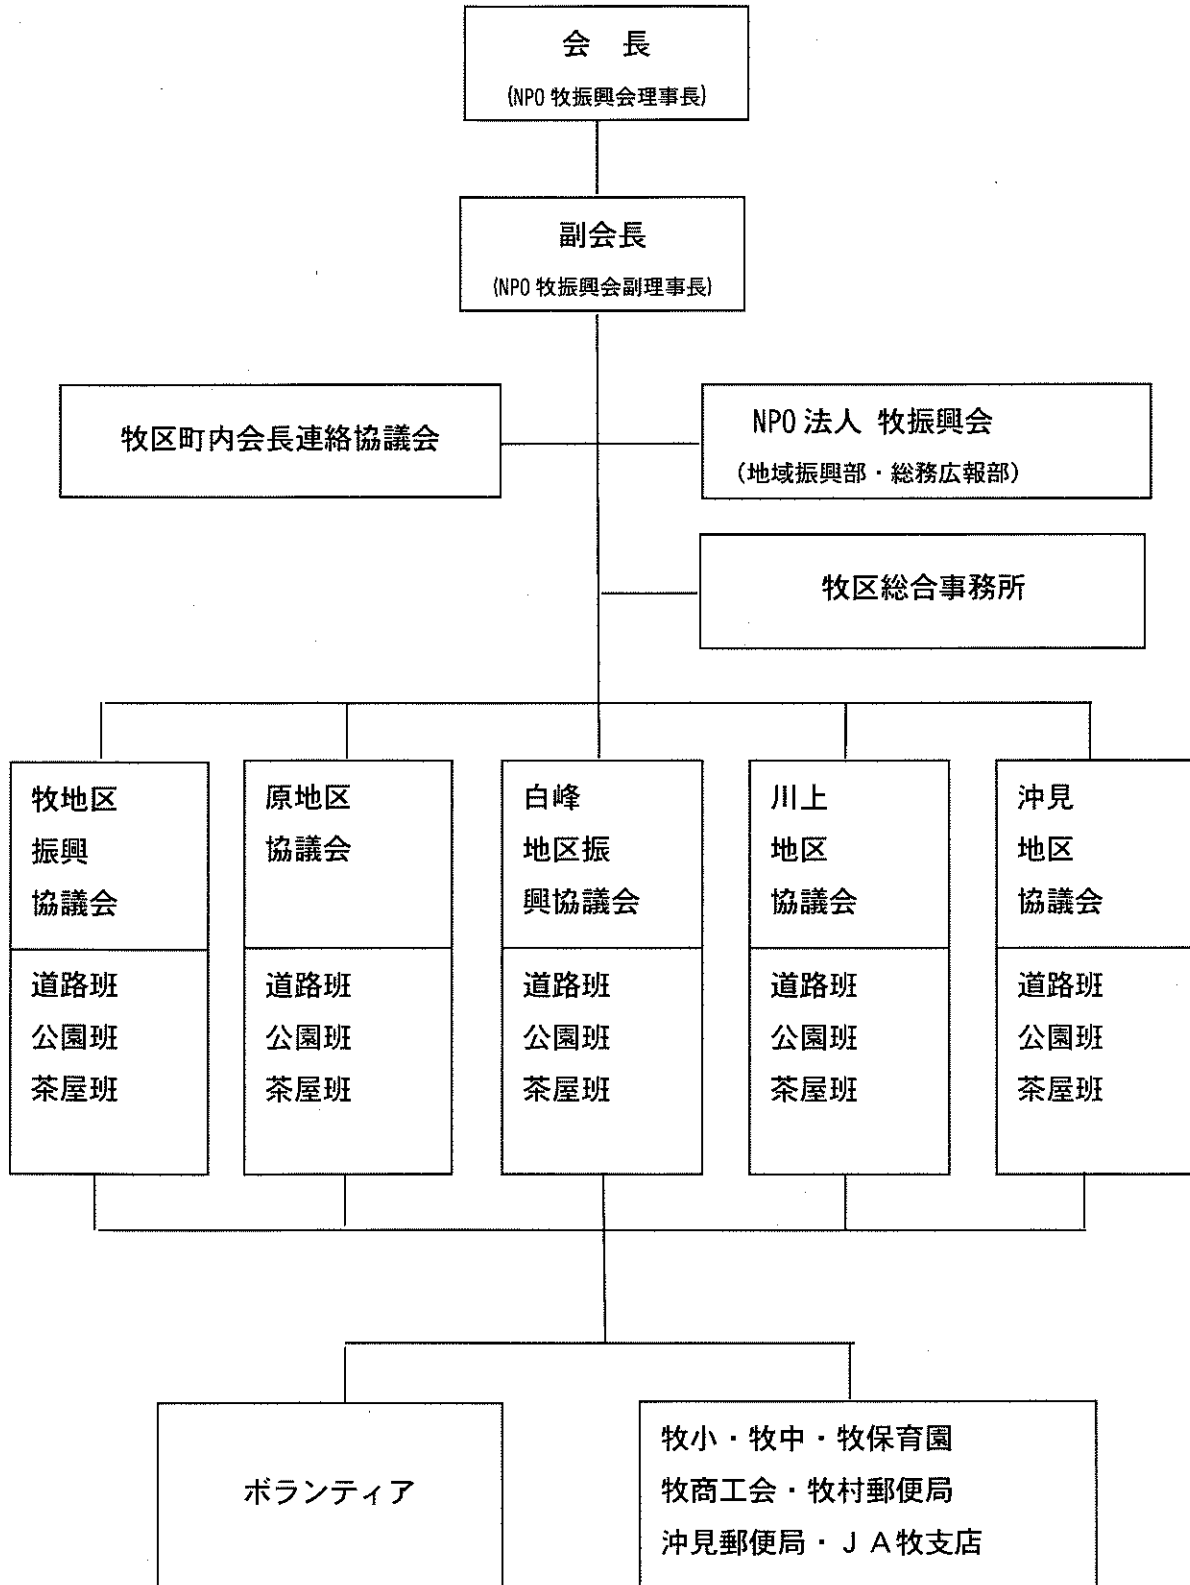 会　長
(NPO 牧振興会理事長)
副会長
(NPO 牧振興会副理事長)
牧区町内会長連絡協議会
NPO 法人 牧振興会
（地域振興部・総務広報部）
牧区総合事務所
牧地区
振興
協議会
道路班
公園班
茶屋班
原地区
協議会
道路班
公園班
茶屋班
白峰
地区振
興協議会
道路班
公園班
茶屋班
川上
地区
協議会
道路班
公園班
茶屋班
沖見
地区
協議会
道路班
公園班
茶屋班
ボランティア
牧小・牧中・牧保育園
牧商工会・牧村郵便局
沖見郵便局・ＪＡ牧支店